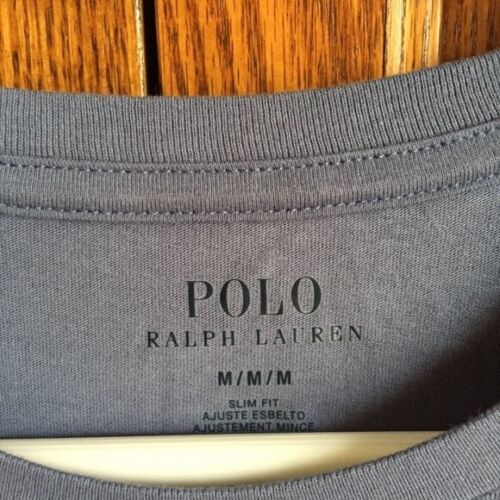 POLO
RALPH LAUREN
M/M/M
SLIM FIT
AJUSTE ESBELTO
AJUSTEMENT MINCE